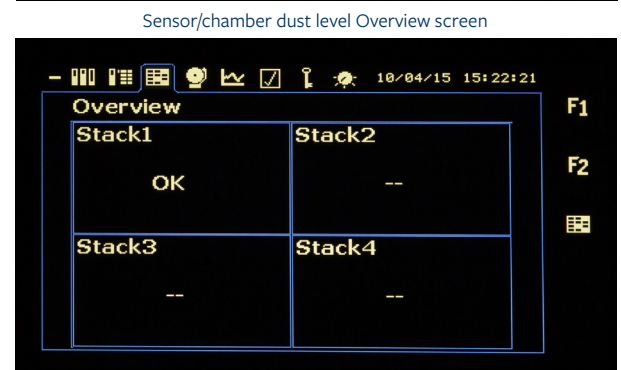 Sensor/chamber dust level Overview screen
10/04/15 15:22:21
Overview
F1
Stack1
Stack2
F2
OK
--
Stack3
Stack4
--
--